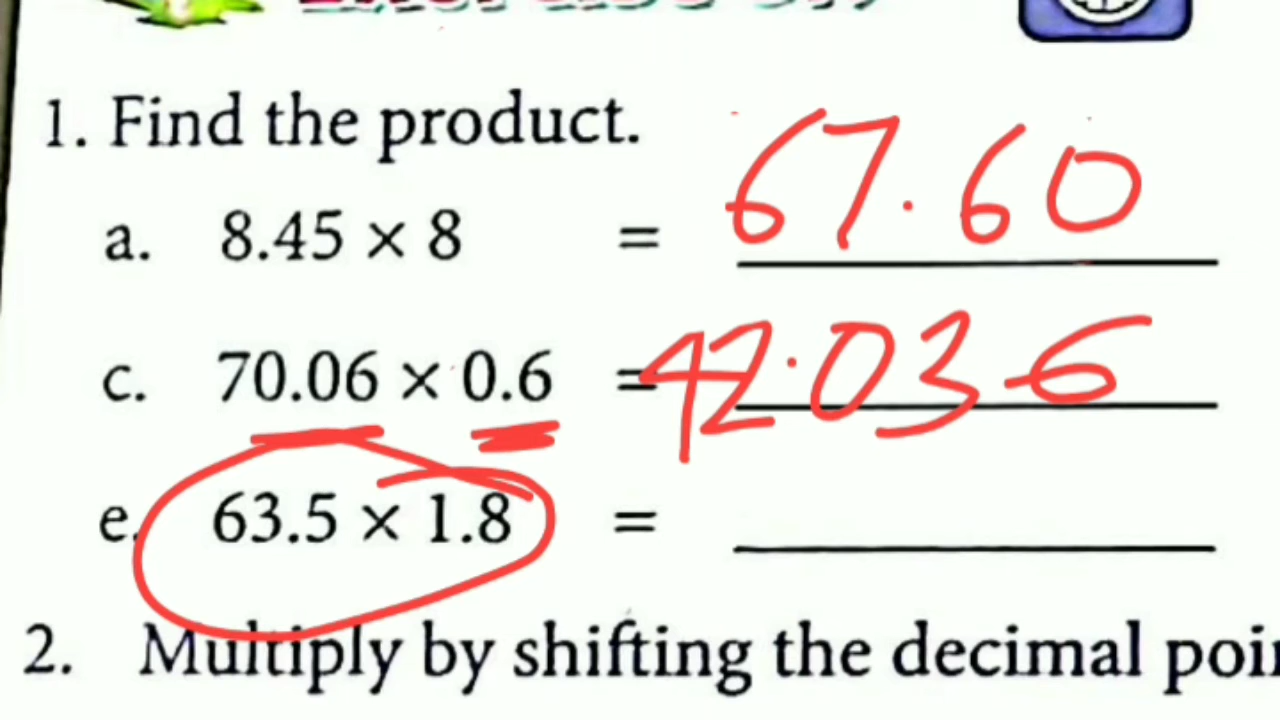 1. Find the product.
a. 8.45 × 8 = 67.60
c. 70.06 × 0.6 = 42.036
e. 63.5 × 1.8 =
2. Multiply by shifting the decimal